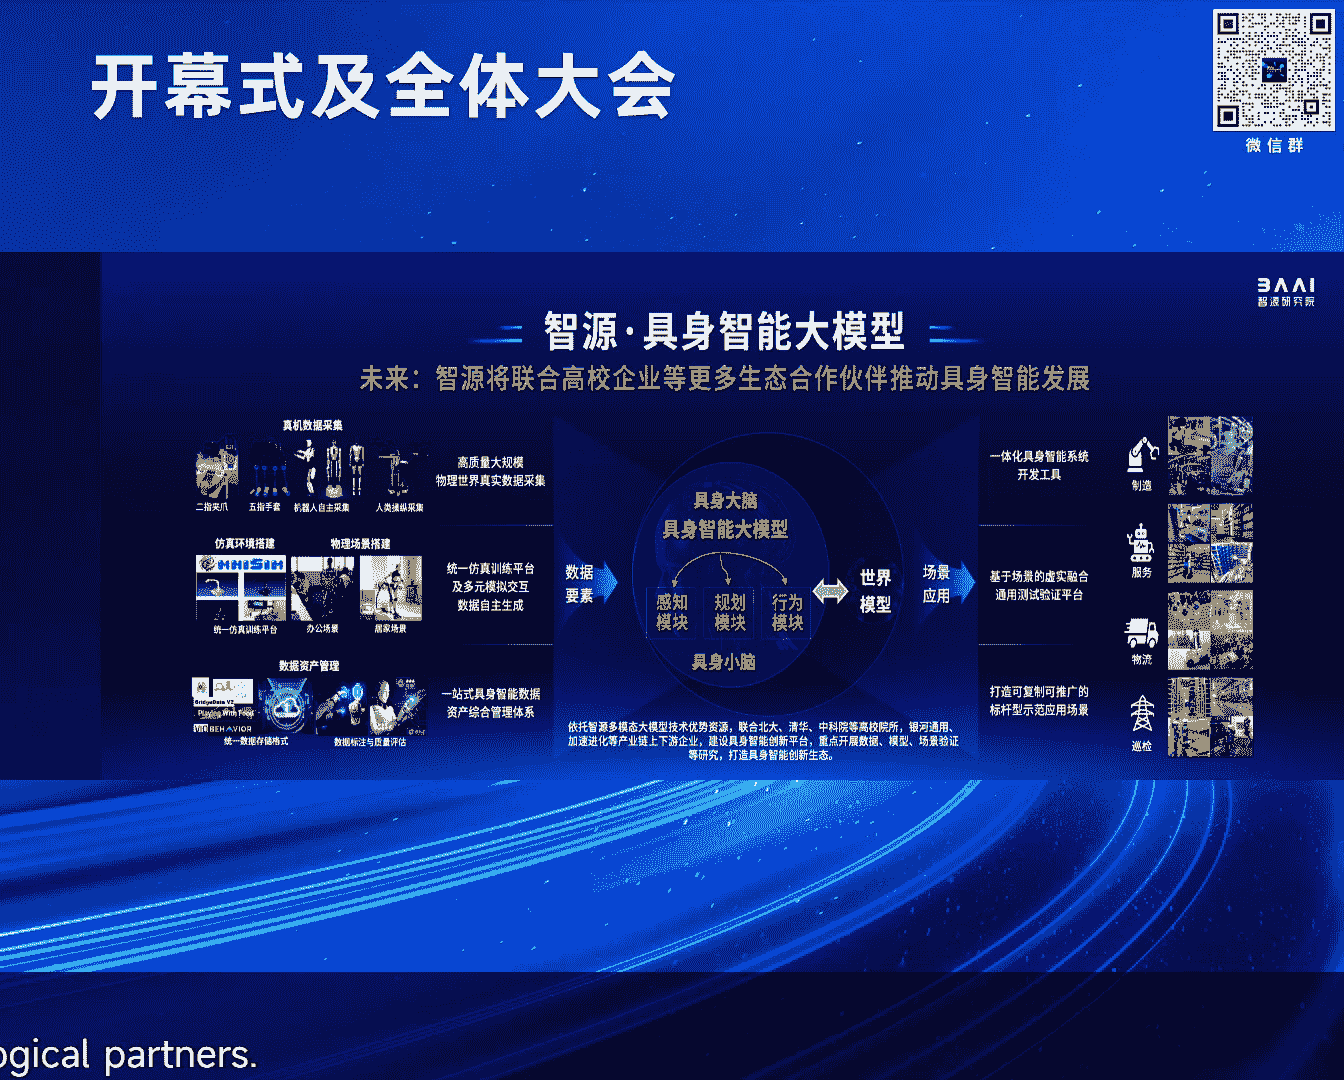 开幕式及全体大会
微信群
BAAI
智源研究院
智源·具身智能大模型
未来：智源将联合高校企业等更多生态合作伙伴推动具身智能发展
真机数据采集
二指夹爪
五指手套
机器人自主采集
人类操纵采集
高质量大规模
物理世界真实数据采集
仿真环境搭建
物理场景搭建
统一仿真训练平台
办公场景
居家场景
统一仿真训练平台
及多元模拟交互
数据自主生成
数据资产管理
BridgeData V2
Playing With Food
BEHAVIOR
统一数据存储格式
数据标注与质量评估
一站式具身智能数据
资产综合管理体系
数据
要素
具身大脑
具身智能大模型
感知
模块
规划
模块
行为
模块
具身小脑
世界
模型
场景
应用
依托智源多模态大模型技术优势资源，联合北大、清华、中科院等高校院所，银河通用、
加速进化等产业链上下游企业，建设具身智能创新平台，重点开展数据、模型、场景验证
等研究，打造具身智能创新生态。
一体化具身智能系统
开发工具
基于场景的虚实融合
通用测试验证平台
打造可复制可推广的
标杆型示范应用场景
制造
服务
物流
巡检
ogical partners.